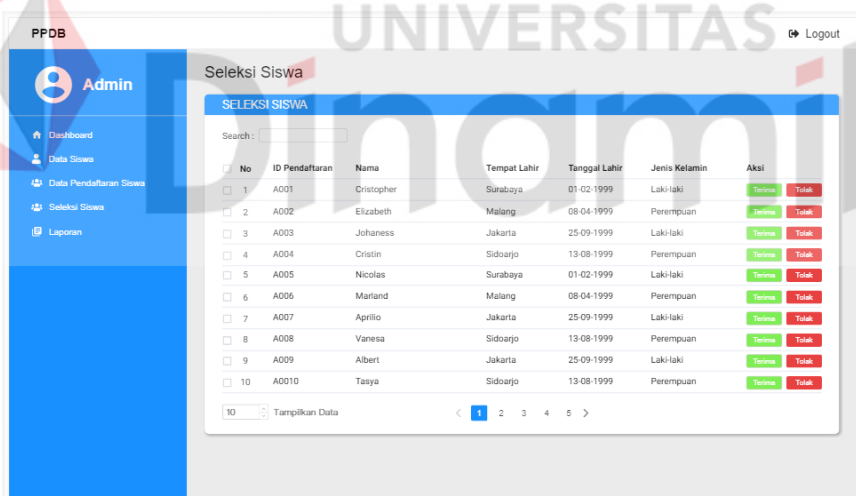 UNIVERSITAS
Dinami
PPDB
Logout
Admin
Dashboard
Data Siswa
Data Pendaftaran Siswa
Seleksi Siswa
Laporan
Seleksi Siswa
SELEKSI SISWA
Search :
No ID Pendaftaran Nama Tempat Lahir Tanggal Lahir Jenis Kelamin Aksi
1 A001 Cristopher Surabaya 01-02-1999 Laki-laki Terima Tolak
2 A002 Elizabeth Malang 08-04-1999 Perempuan Terima Tolak
3 A003 Johaness Jakarta 25-09-1999 Laki-laki Terima Tolak
4 A004 Cristin Sidoarjo 13-08-1999 Perempuan Terima Tolak
5 A005 Nicolas Surabaya 01-02-1999 Laki-laki Terima Tolak
6 A006 Marland Malang 08-04-1999 Perempuan Terima Tolak
7 A007 Aprilio Jakarta 25-09-1999 Laki-laki Terima Tolak
8 A008 Vanesa Sidoarjo 13-08-1999 Perempuan Terima Tolak
9 A009 Albert Jakarta 25-09-1999 Laki-laki Terima Tolak
10 A0010 Tasya Sidoarjo 13-08-1999 Perempuan Terima Tolak
10 Tampilkan Data < 1 2 3 4 5 >